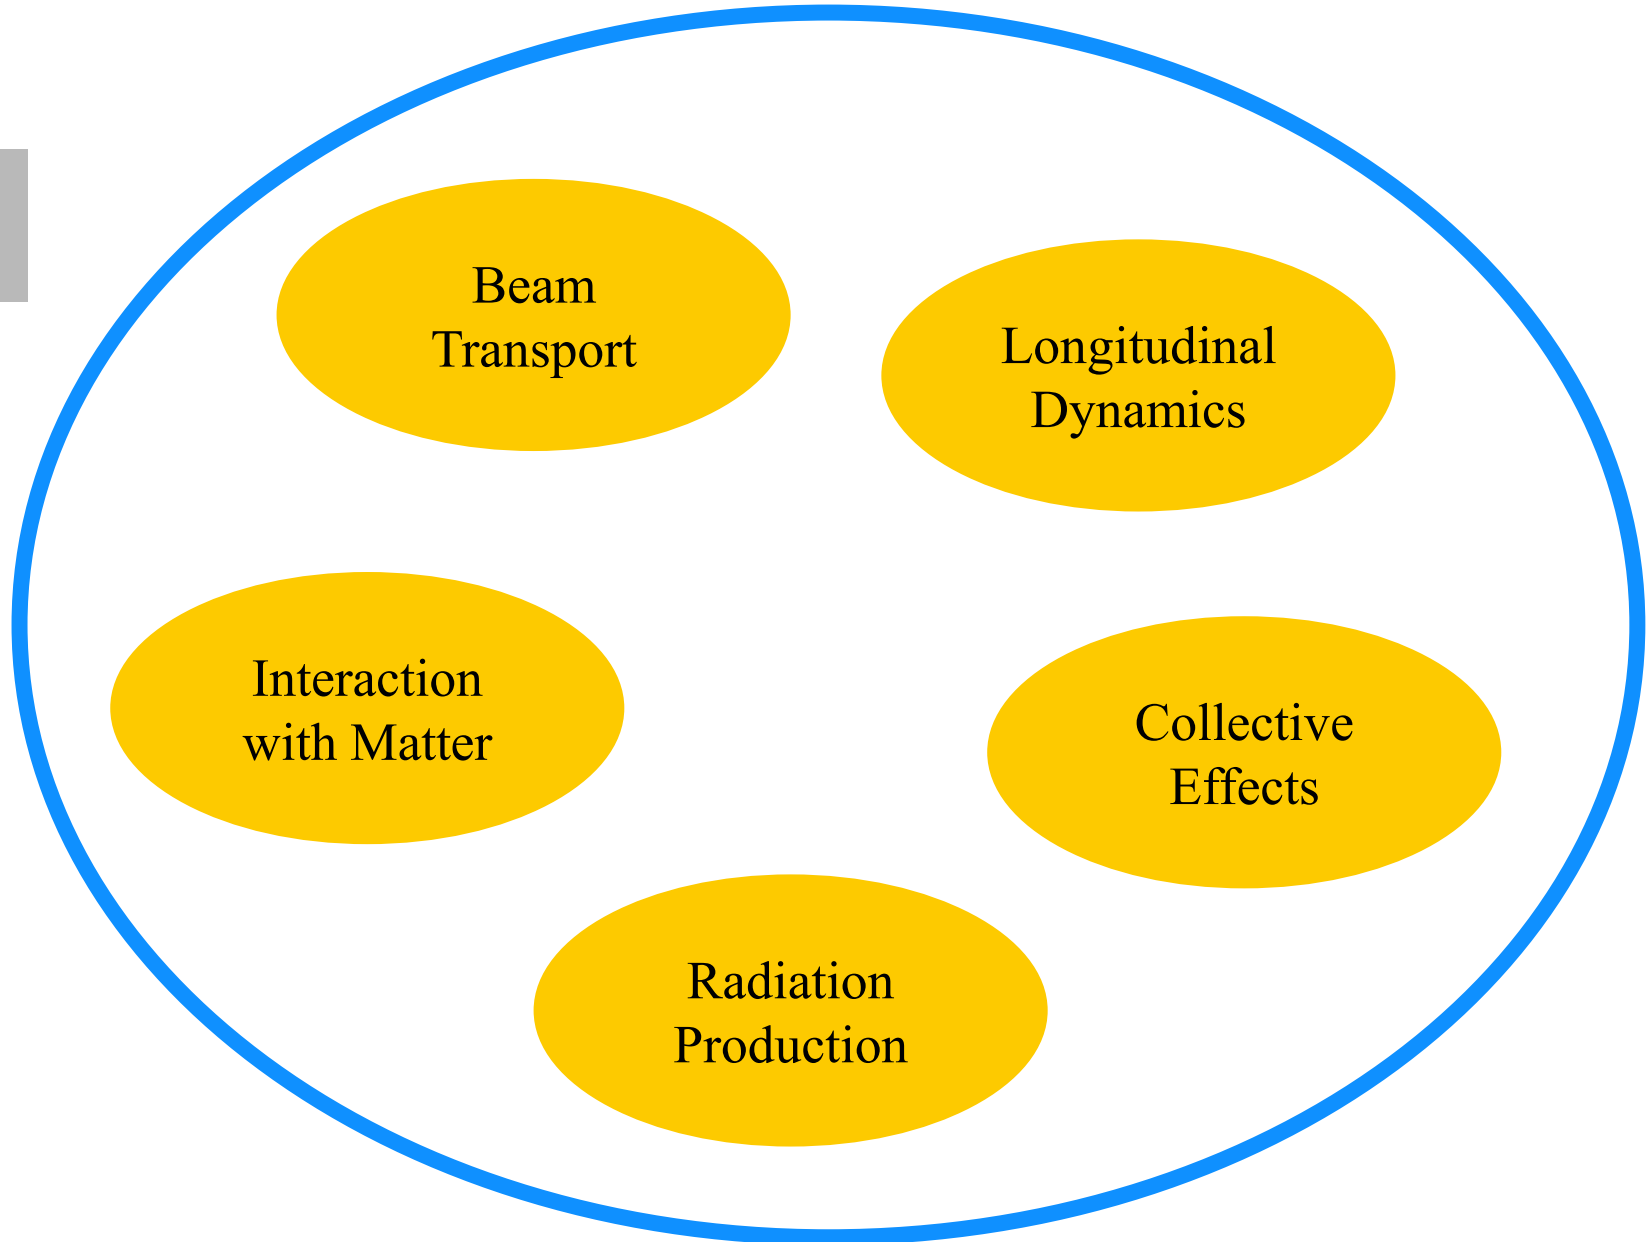 Beam
Transport
Longitudinal
Dynamics
Interaction
with Matter
Collective
Effects
Radiation
Production